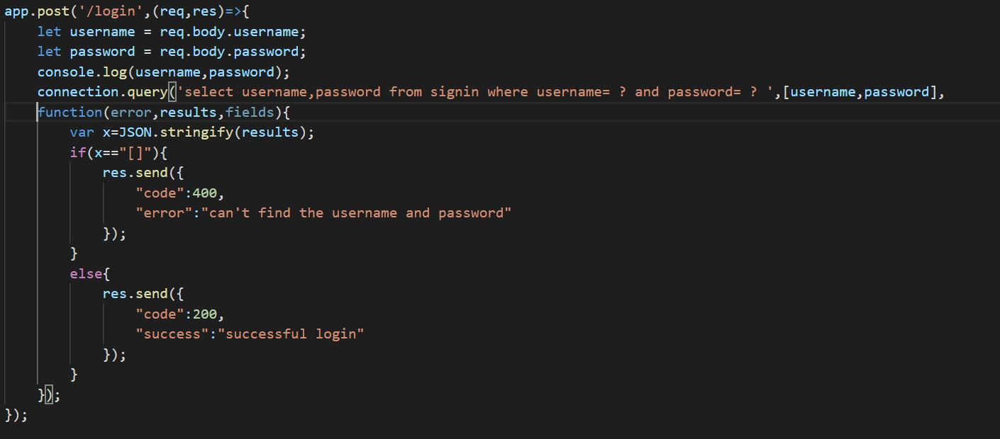 app.post('/login',(req,res)=>{
    let username = req.body.username;
    let password = req.body.password;
    console.log(username,password);
    connection.query('select username,password from signin where username= ? and password= ? ',[username,password],
    function(error,results,fields){
        var x=JSON.stringify(results);
        if(x=="[]"){
            res.send({
                "code":400,
                "error":"can't find the username and password"
            });
        }
        else{
            res.send({
                "code":200,
                "success":"successful login"
            });
        }
    });
});